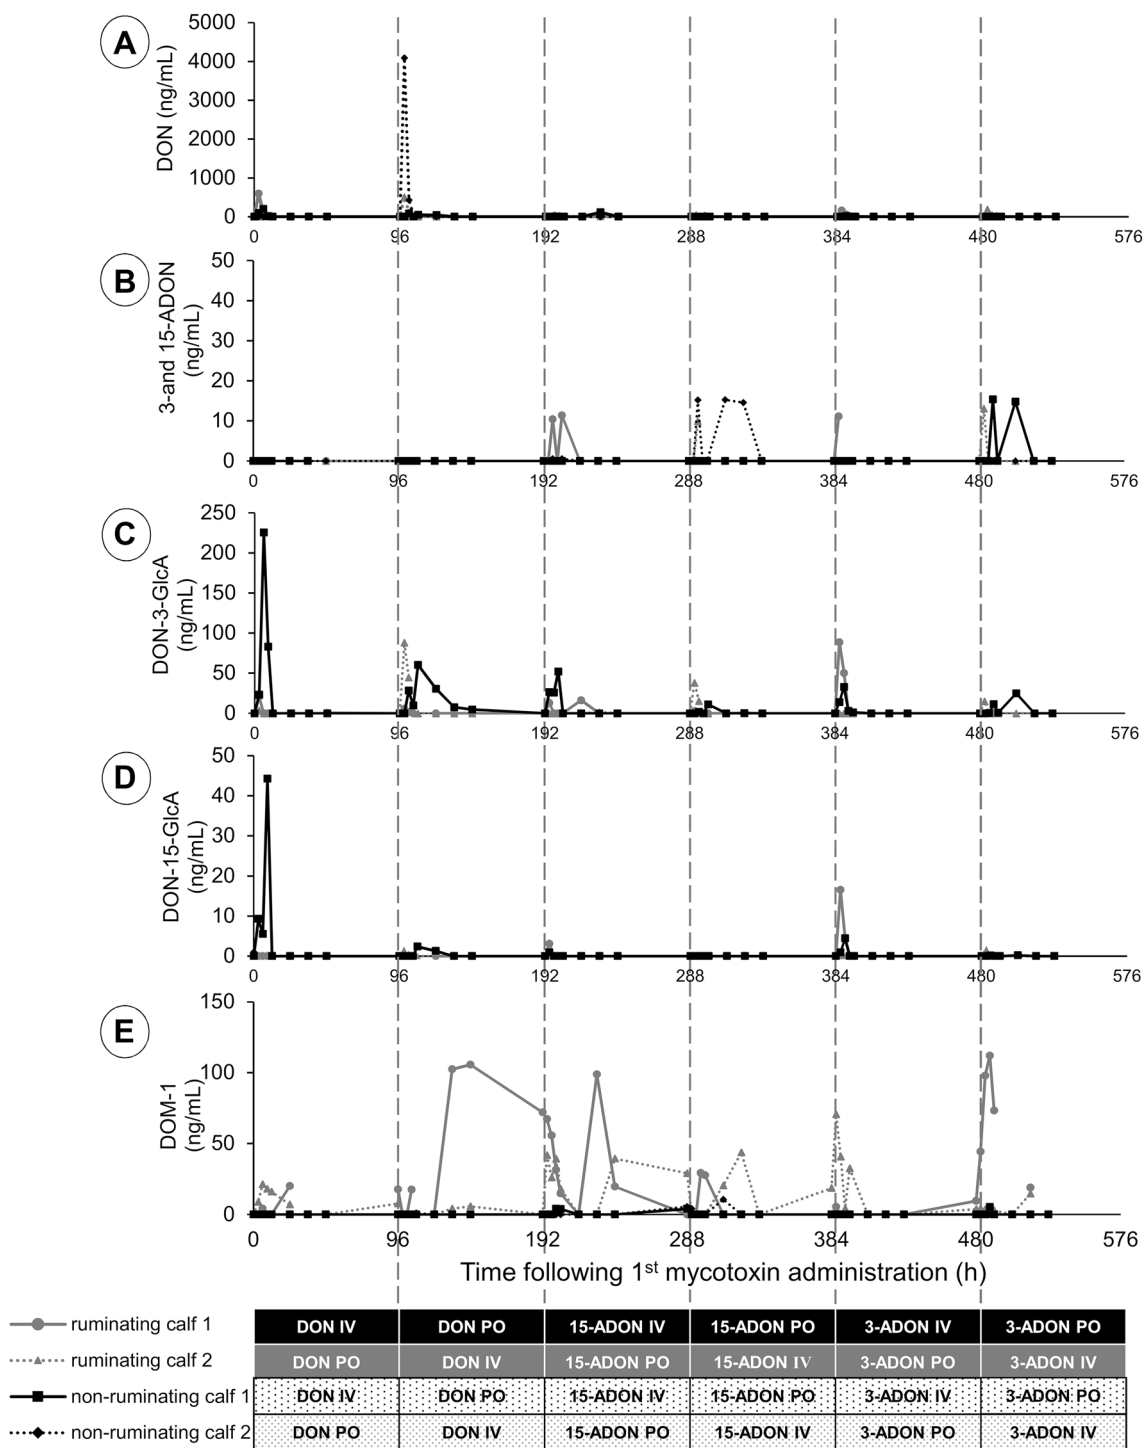 A
DON (ng/mL)
5000
4000
3000
2000
1000
0
0 96 192 288 384 480 576
B
3-and 15-ADON
(ng/mL)
50
40
30
20
10
0
0 96 192 288 384 480 576
C
DON-3-GlcA
(ng/mL)
250
200
150
100
50
0
0 96 192 288 384 480 576
D
DON-15-GlcA
(ng/mL)
50
40
30
20
10
0
0 96 192 288 384 480 576
E
DOM-1
(ng/mL)
150
100
50
0
0 96 192 288 384 480 576
Time following 1st mycotoxin administration (h)
ruminating calf 1 DON IV DON PO 15-ADON IV 15-ADON PO 3-ADON IV 3-ADON PO
ruminating calf 2 DON PO DON IV 15-ADON PO 15-ADON IV 3-ADON PO 3-ADON IV
non-ruminating calf 1 DON IV DON PO 15-ADON IV 15-ADON PO 3-ADON IV 3-ADON PO
non-ruminating calf 2 DON PO DON IV 15-ADON PO 15-ADON IV 3-ADON PO 3-ADON IV